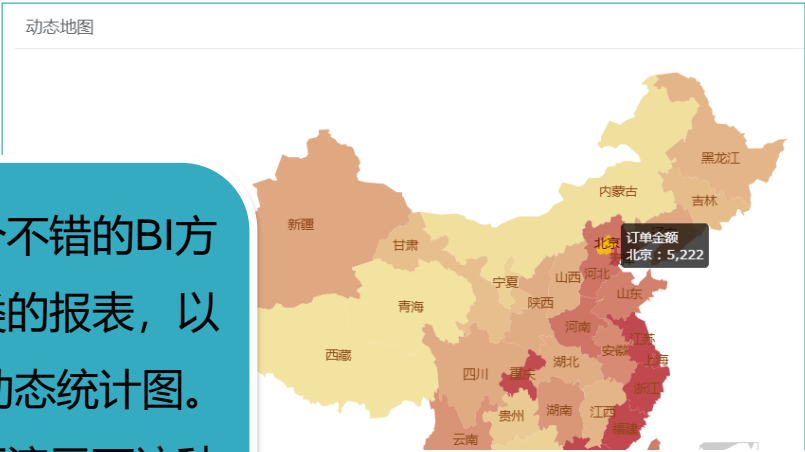 动态地图
黑龙江
内蒙古
吉林
新疆
北京
订单金额
北京：5,222
甘肃
宁夏
山西
河北
山东
青海
陕西
河南
江苏
西藏
安徽
上海
四川
重庆
湖北
浙江
贵州
湖南
江西
福建
云南
不错的BI方
的报表，以
动态统计图。